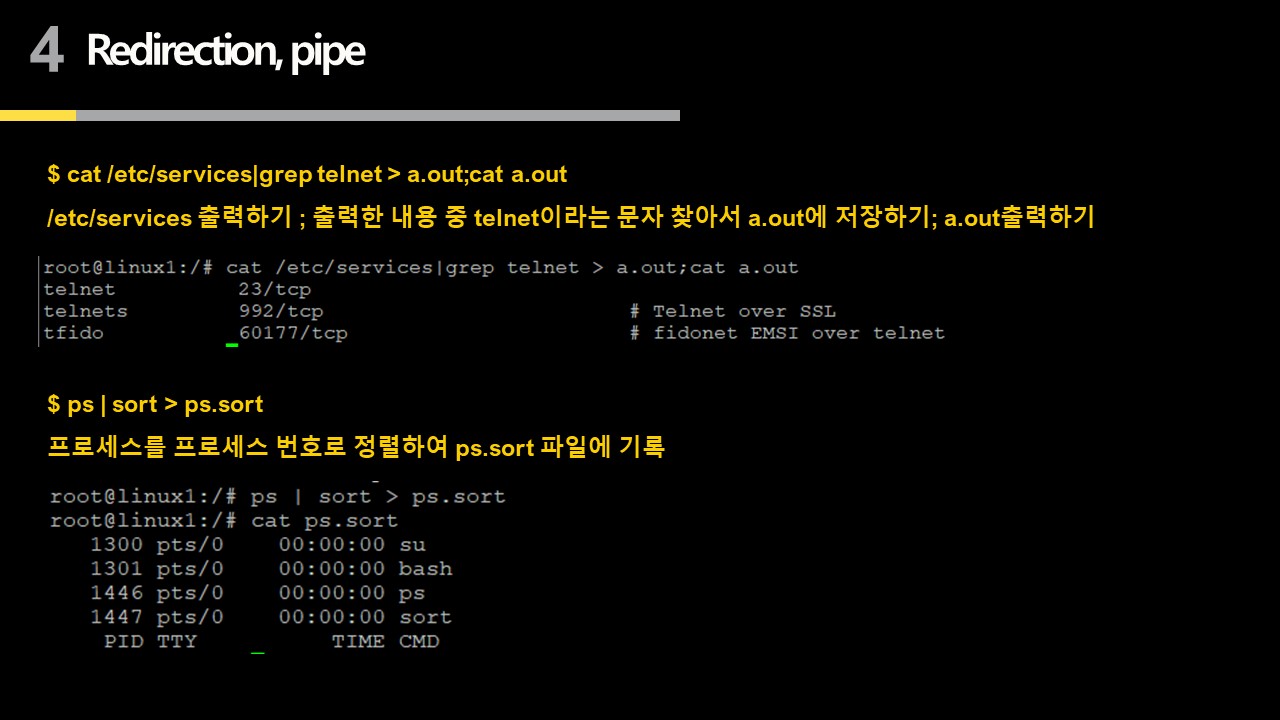 4 Redirection, pipe
$ cat /etc/services|grep telnet > a.out;cat a.out
/etc/services 출력하기 ; 출력한 내용 중 telnet이라는 문자 찾아서 a.out에 저장하기; a.out출력하기
root@linux1:/# cat /etc/services|grep telnet > a.out;cat a.out
telnet 23/tcp
telnets 992/tcp # Telnet over SSL
tfido 60177/tcp # fidonet EMSI over telnet
$ ps | sort > ps.sort
프로세스를 프로세스 번호로 정렬하여 ps.sort 파일에 기록
root@linux1:/# ps | sort > ps.sort
root@linux1:/# cat ps.sort
1300 pts/0 00:00:00 su
1301 pts/0 00:00:00 bash
1446 pts/0 00:00:00 ps
1447 pts/0 00:00:00 sort
PID TTY TIME CMD